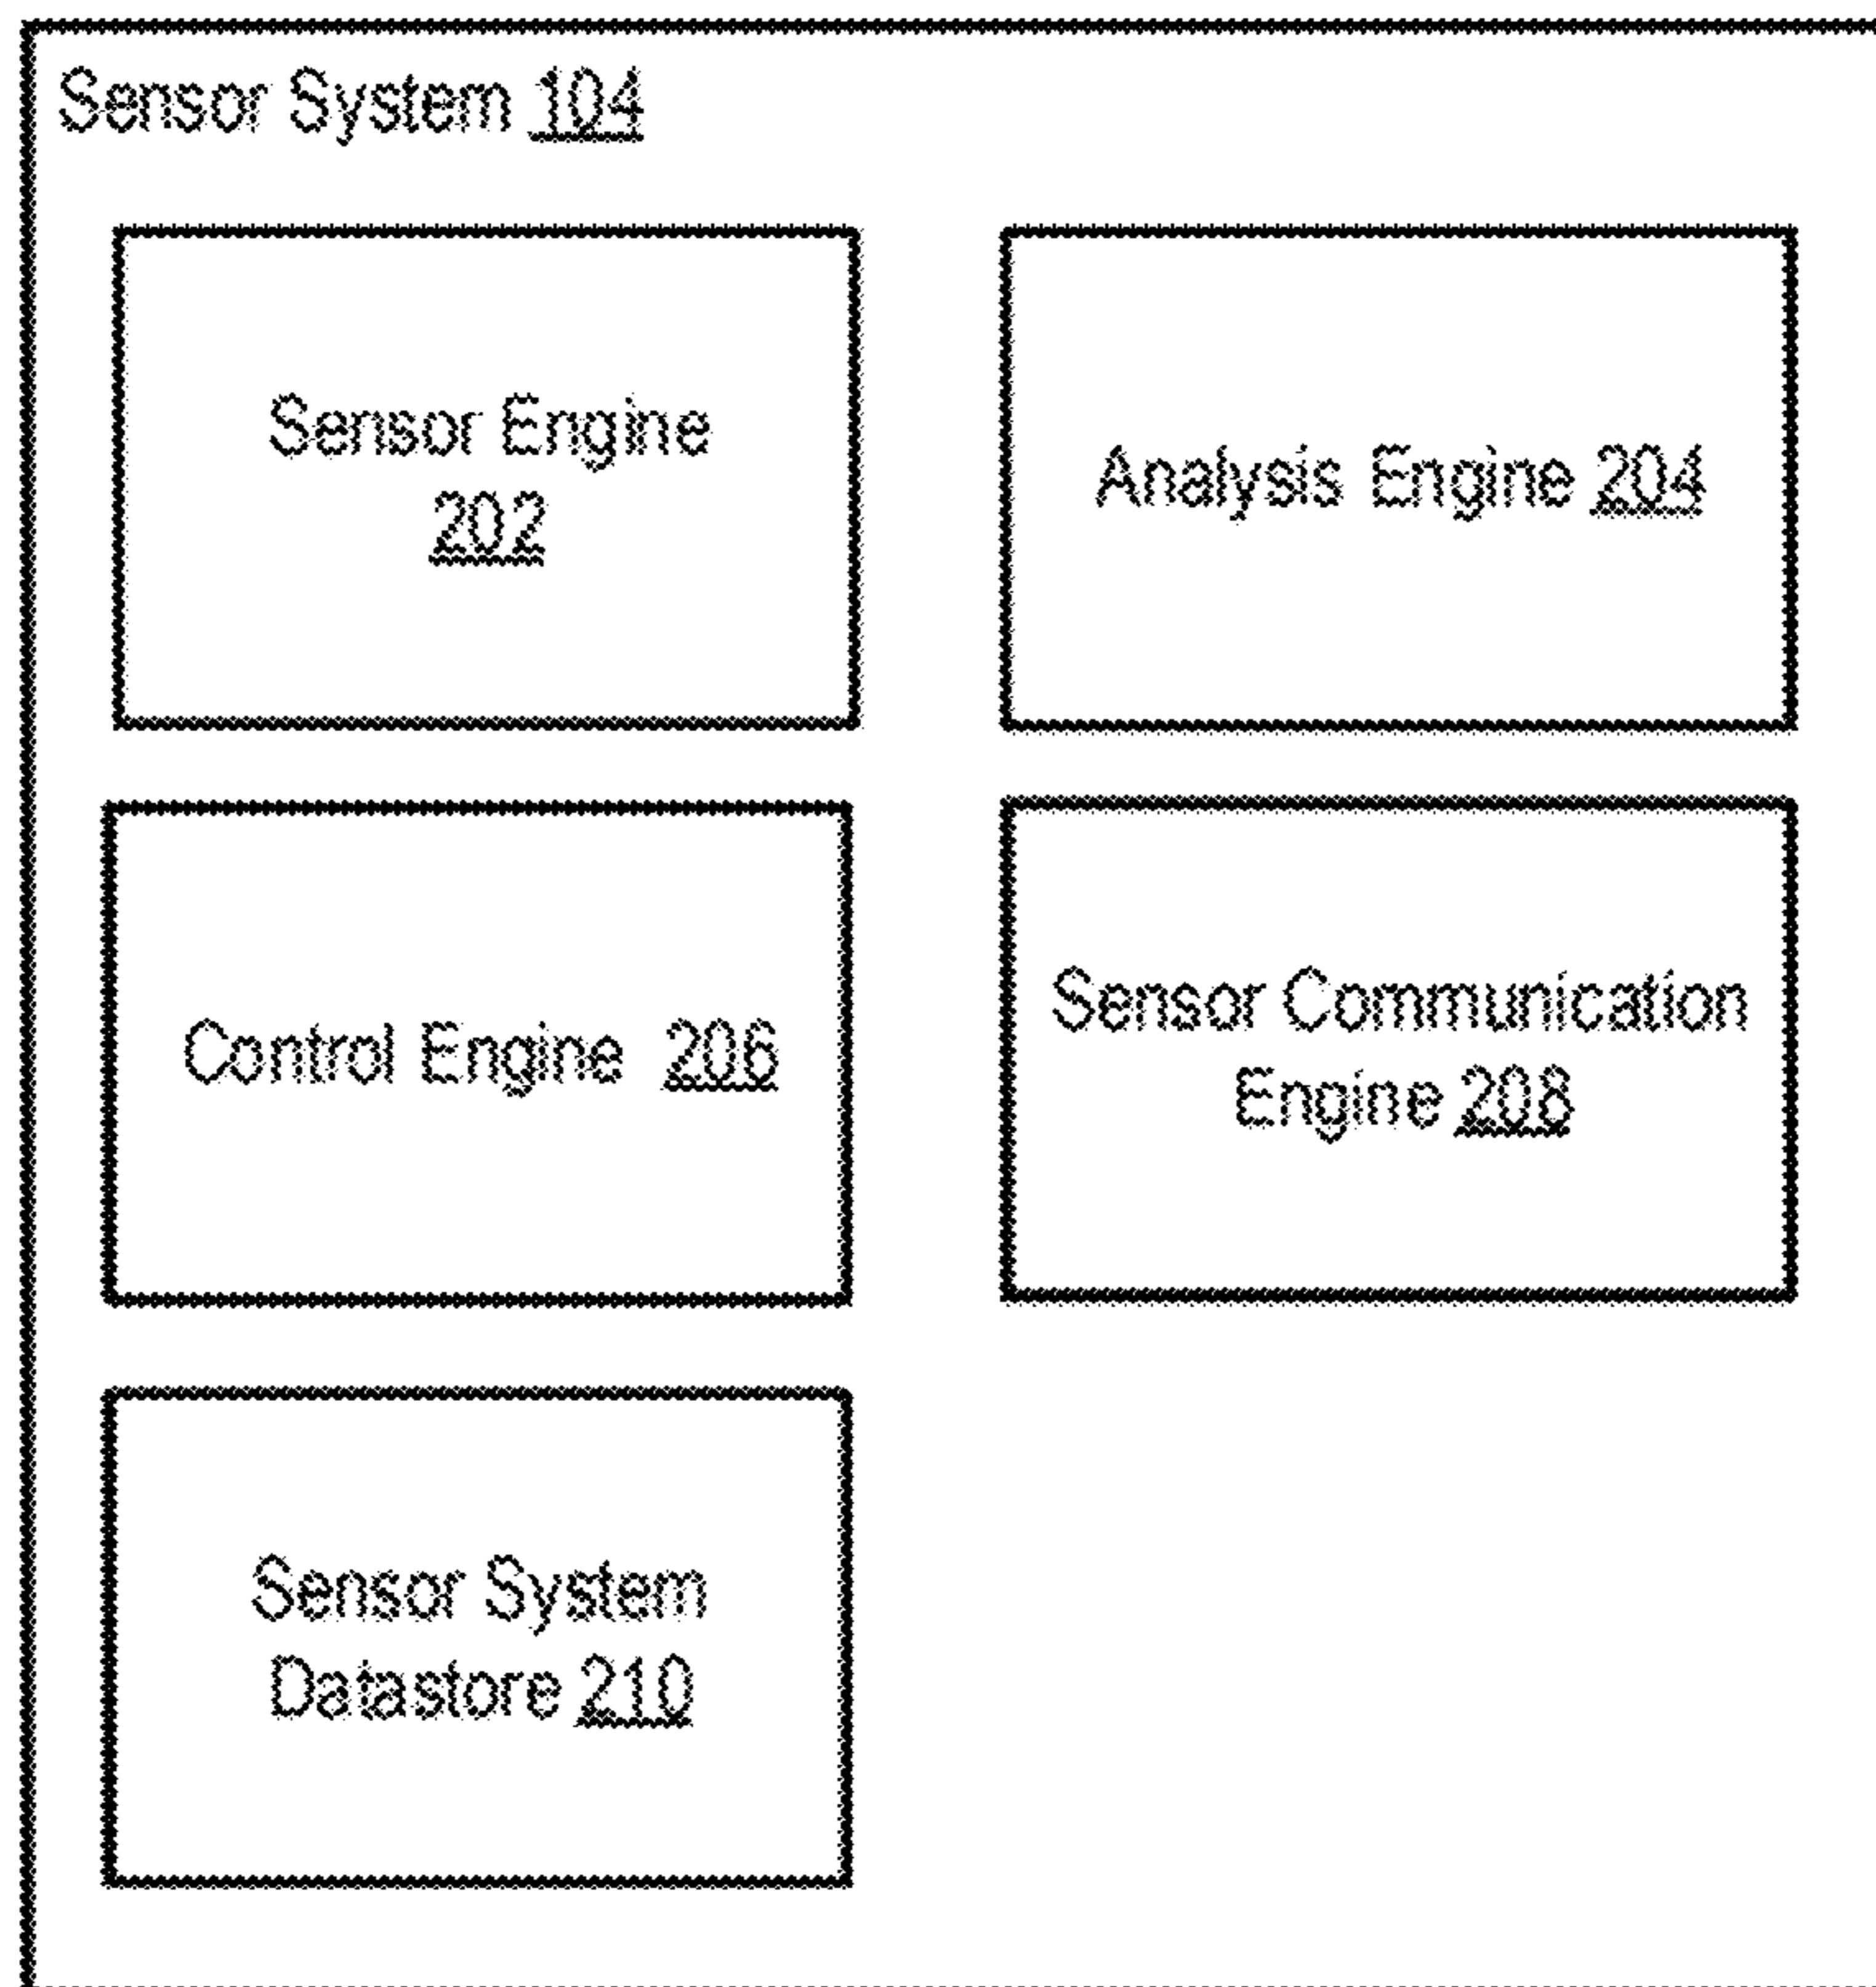 Sensor System 104
Sensor Engine
202
Analysis Engine 204
Control Engine 206
Sensor Communication
Engine 208
Sensor System
Datastore 210